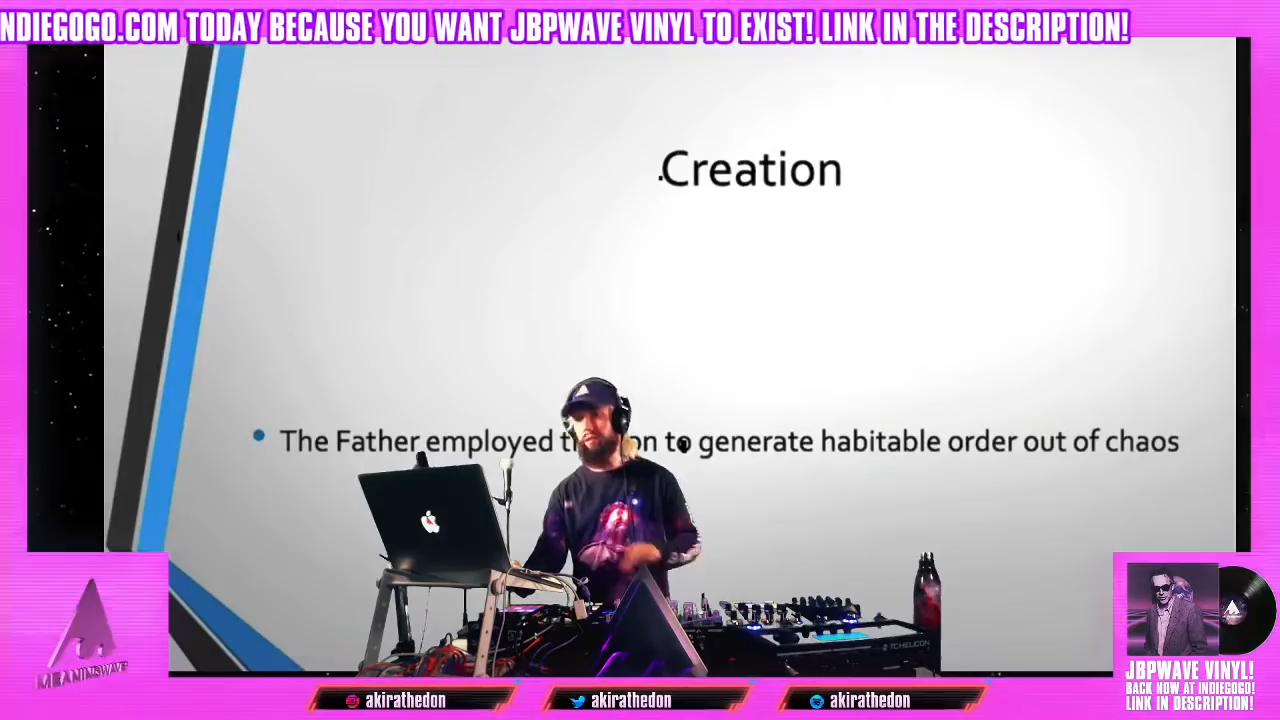 NDIEGOGO.COM TODAY BECAUSE YOU WANT JBPWAVE VINYL TO EXIST! LINK IN THE DESCRIPTION!
.Creation
• The Father employed t on to generate habitable order out of chaos
TCHELICON
MEANINGWAVE
JBPWAVE VINYL!
BACK NOW AT INDIEGOGO!
LINK IN DESCRIPTION!
akirathedon
akirathedon
akirathedon